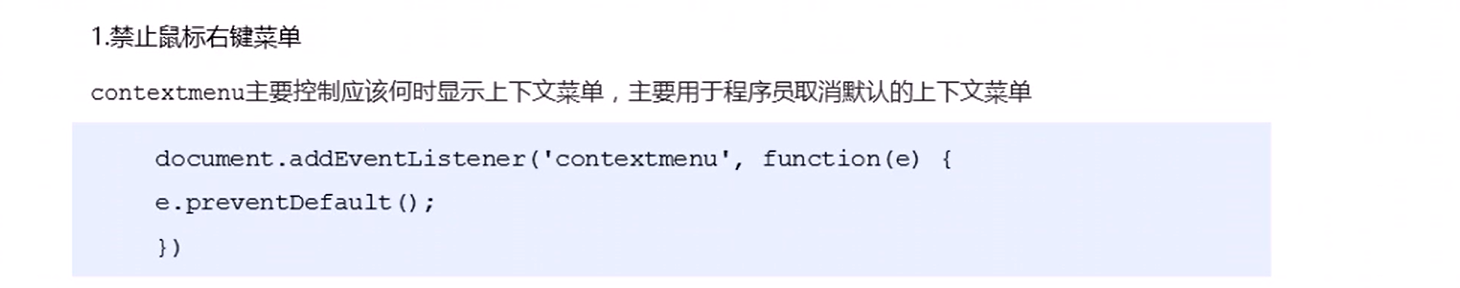 1.禁止鼠标右键菜单
contextmenu主要控制应该何时显示上下文菜单，主要用于程序员取消默认的上下文菜单
document.addEventListener('contextmenu', function(e) {
e.preventDefault();
})